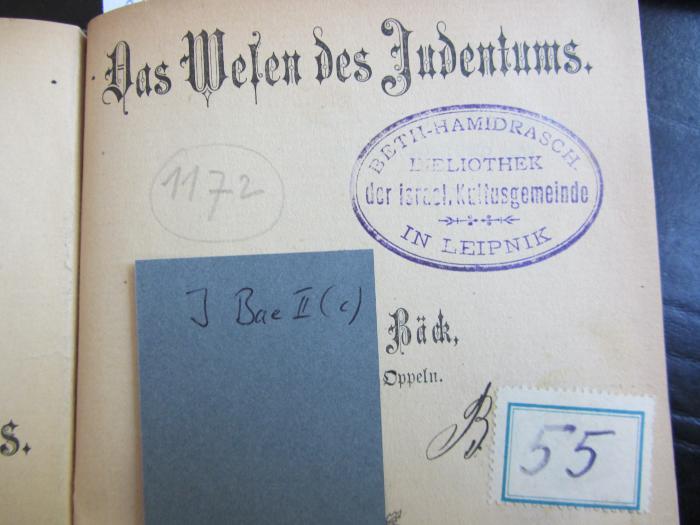 Das Wesen des Judentums.
BETH-HAMIDRASCH.
BIBLIOTHEK
der israel. Kultusgemeinde
IN LEIPNIK
1172
J Bae II (c)
Bäck,
Oppeln.
B
55
s.